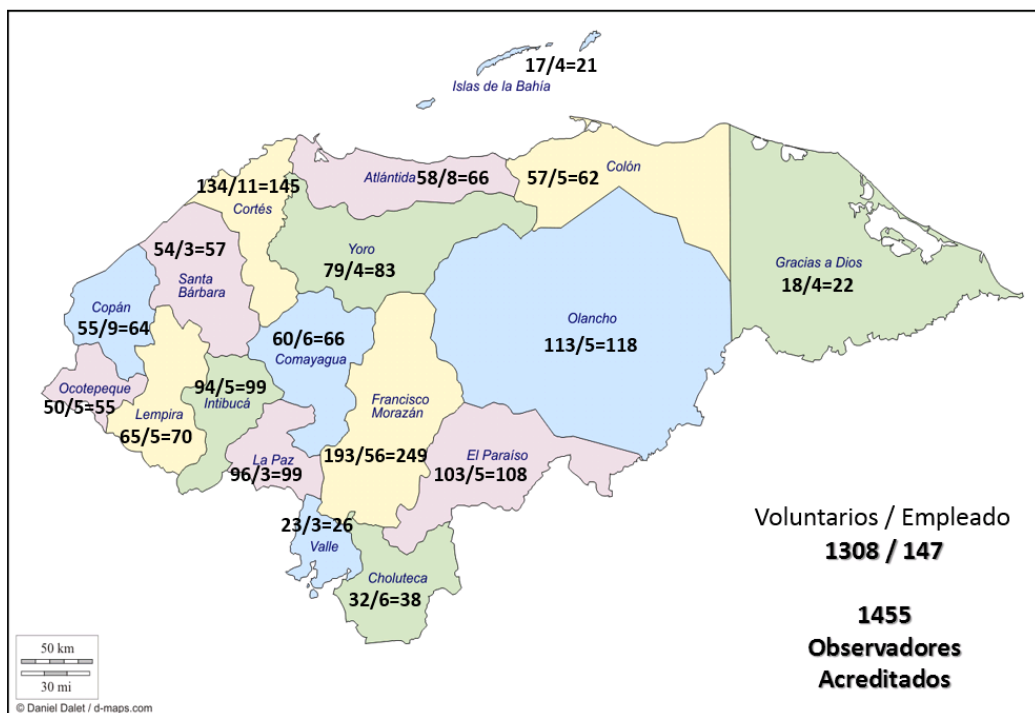 17/4=21
Islas de la Bahía
134/11=145
Cortés
Atlántida 58/8=66
57/5=62
Colón
54/3=57
Santa
Bárbara
Yoro
79/4=83
Gracias a Dios
18/4=22
Copán
55/9=64
60/6=66
Comayagua
Olancho
113/5=118
Ocotepeque
50/5=55
Lempira
65/5=70
94/5=99
Intibucá
Francisco
Morazán
193/56=249
La Paz
96/3=99
El Paraíso
103/5=108
23/3=26
Valle
Choluteca
32/6=38
Voluntarios / Empleado
1308 / 147
1455
Observadores
Acreditados
50 km
30 mi
© Daniel Dalet / d-maps.com